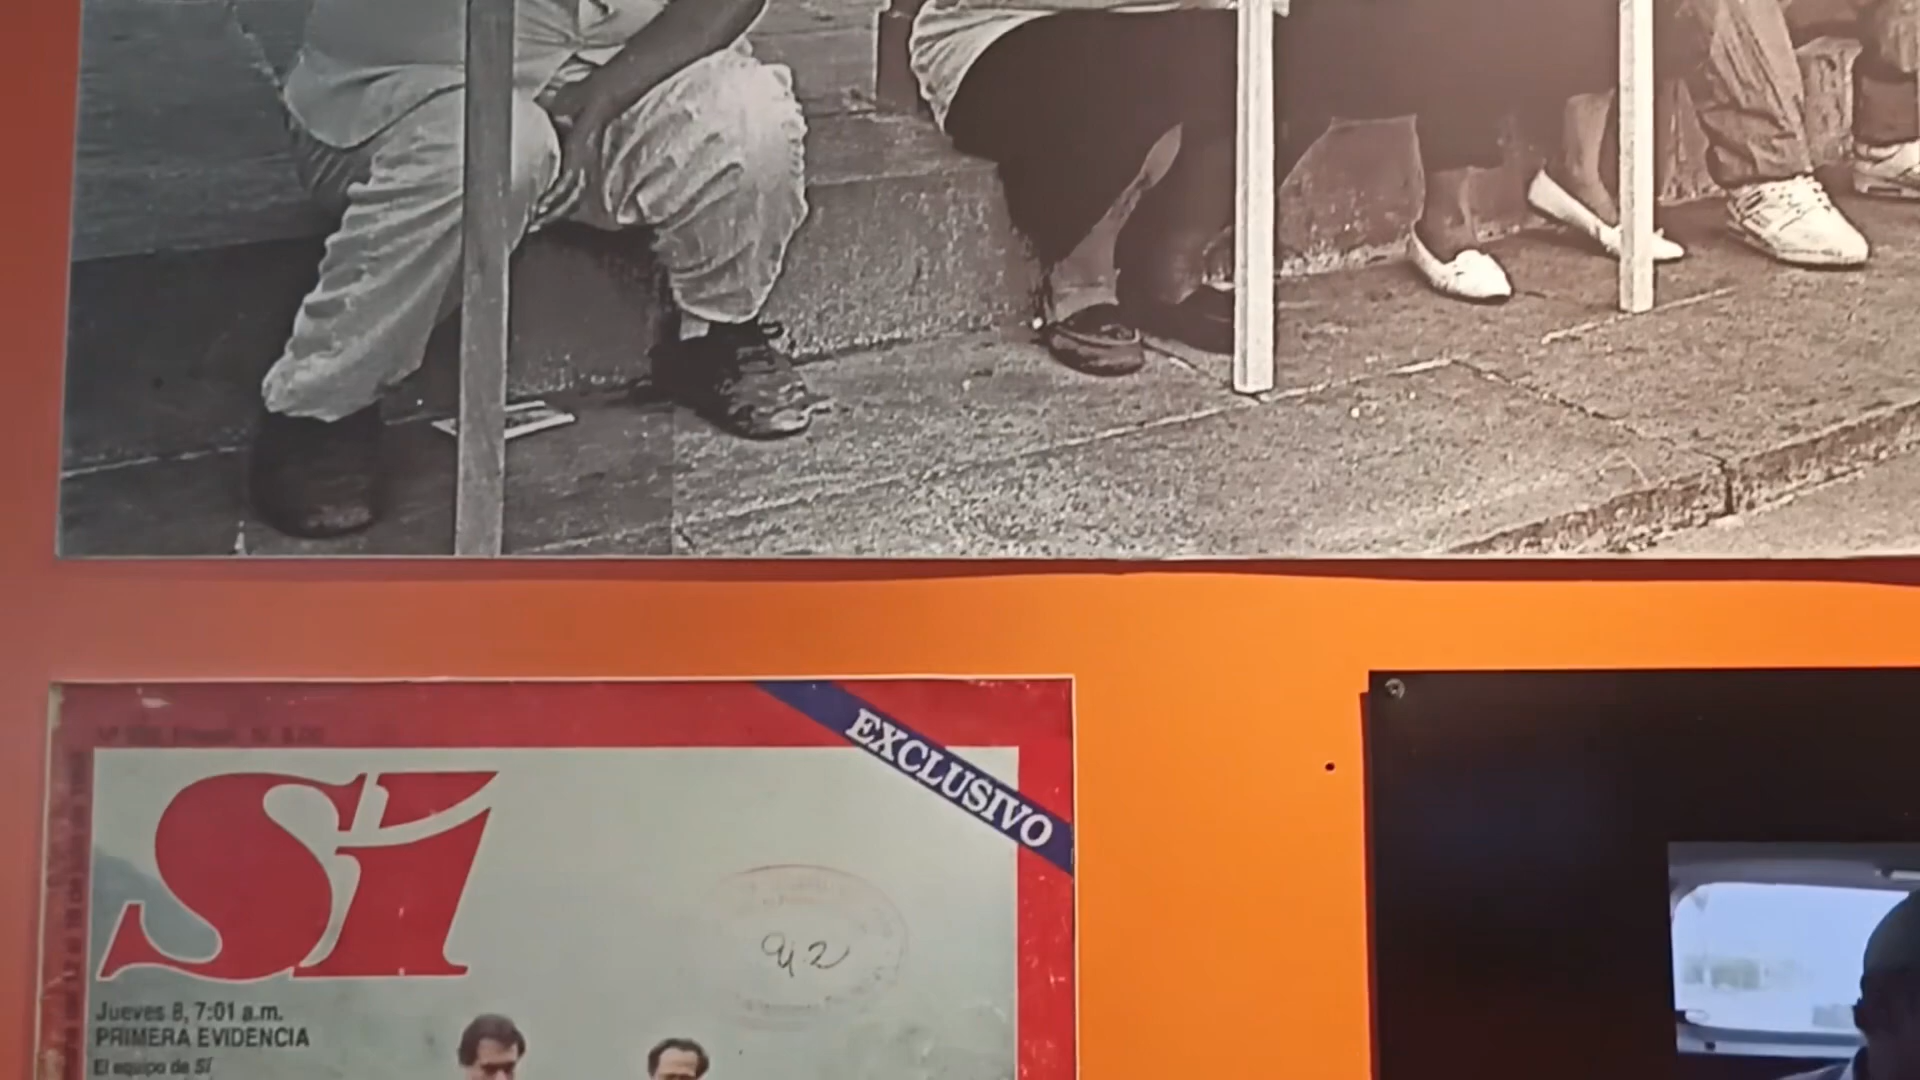 EXCLUSIVO
Sí
92
Jueves 8, 7:01 a.m.
PRIMERA EVIDENCIA
El equipo de Sí